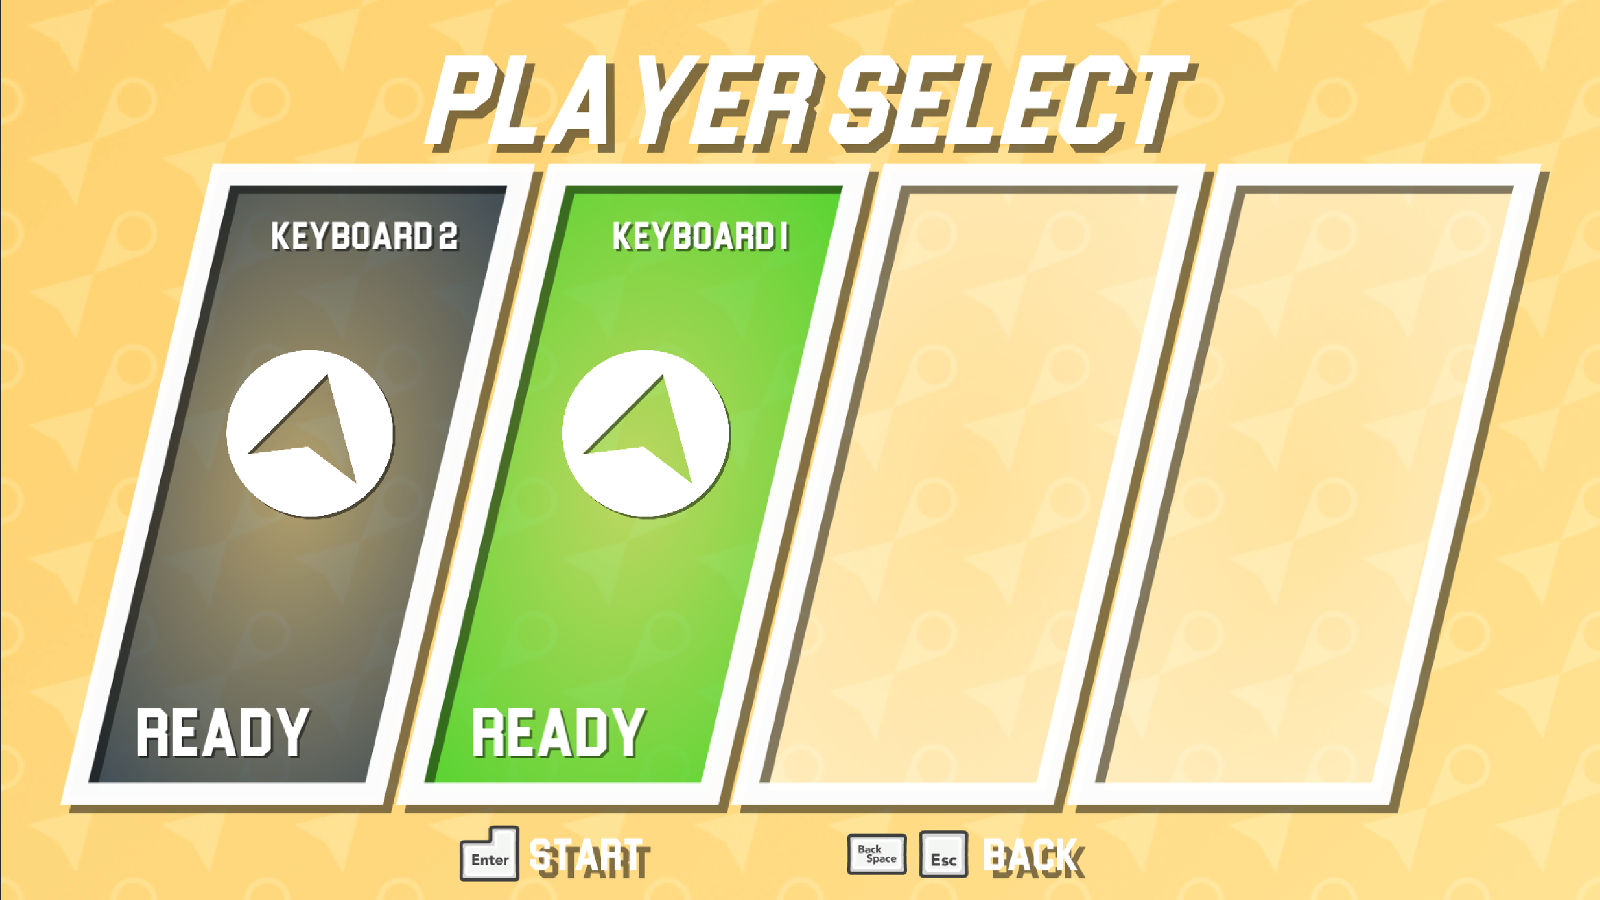 PLAYER SELECT
KEYBOARD 2
KEYBOARD 1
READY
READY
Enter START
Back Space Esc BACK